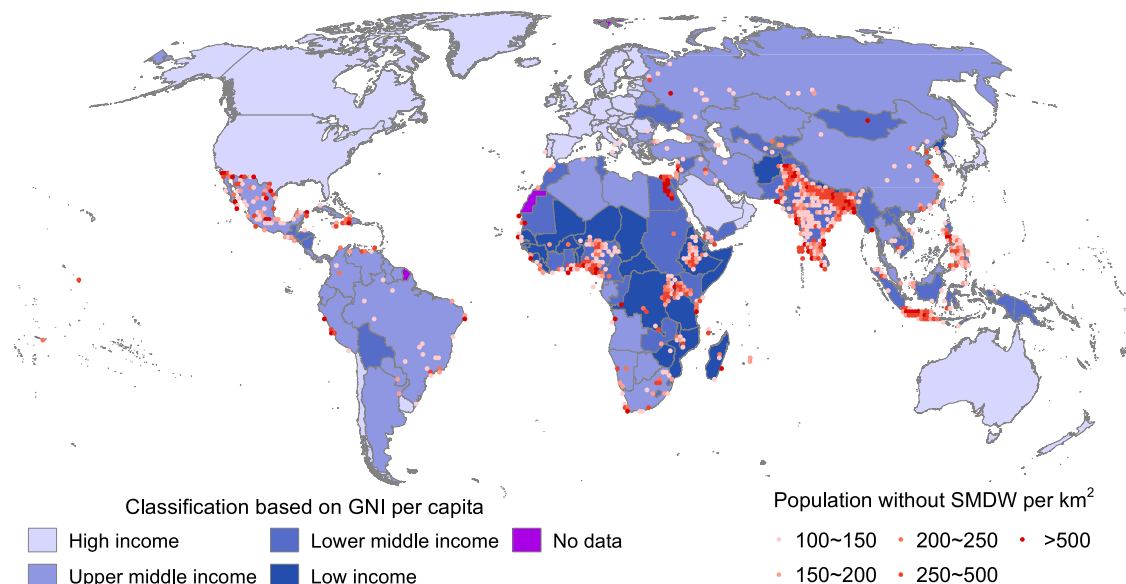 Classification based on GNI per capita
High income
Lower middle income
No data
Upper middle income
Low income
Population without SMDW per km²
100~150
200~250
>500
150~200
250~500